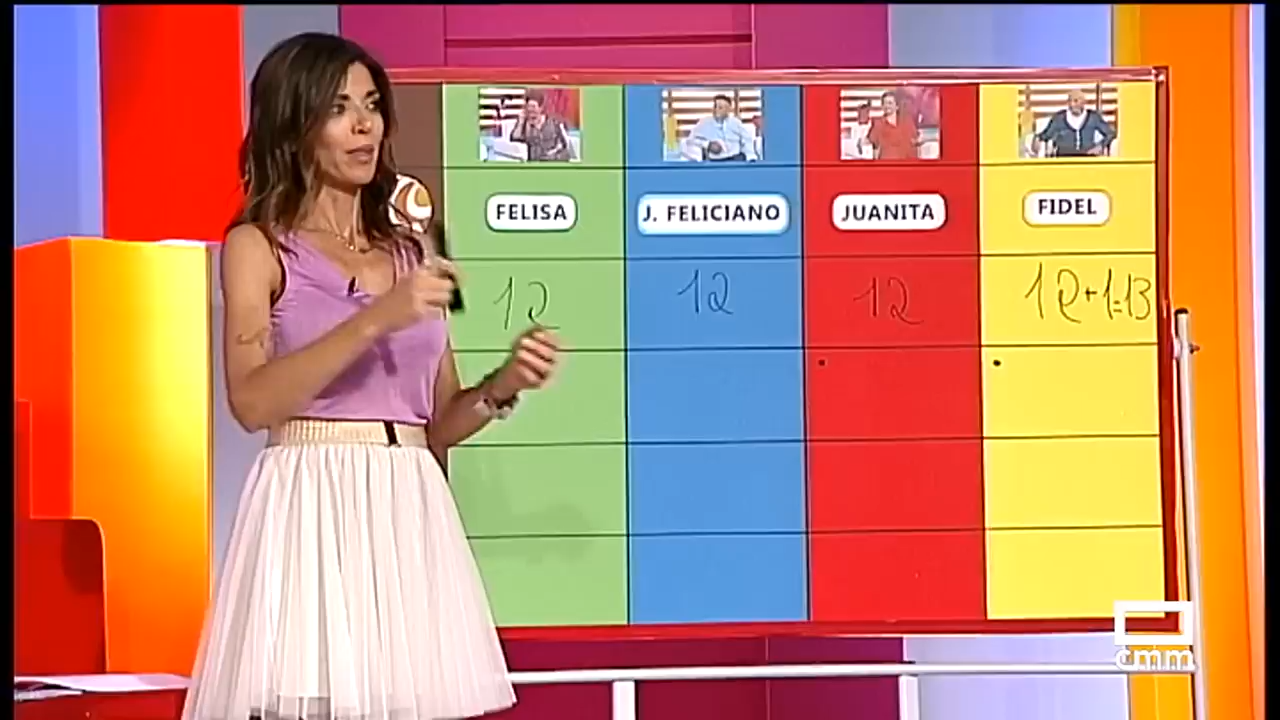 FELISA
J. FELICIANO
JUANITA
FIDEL
12
12
12
12+1=13
cmm